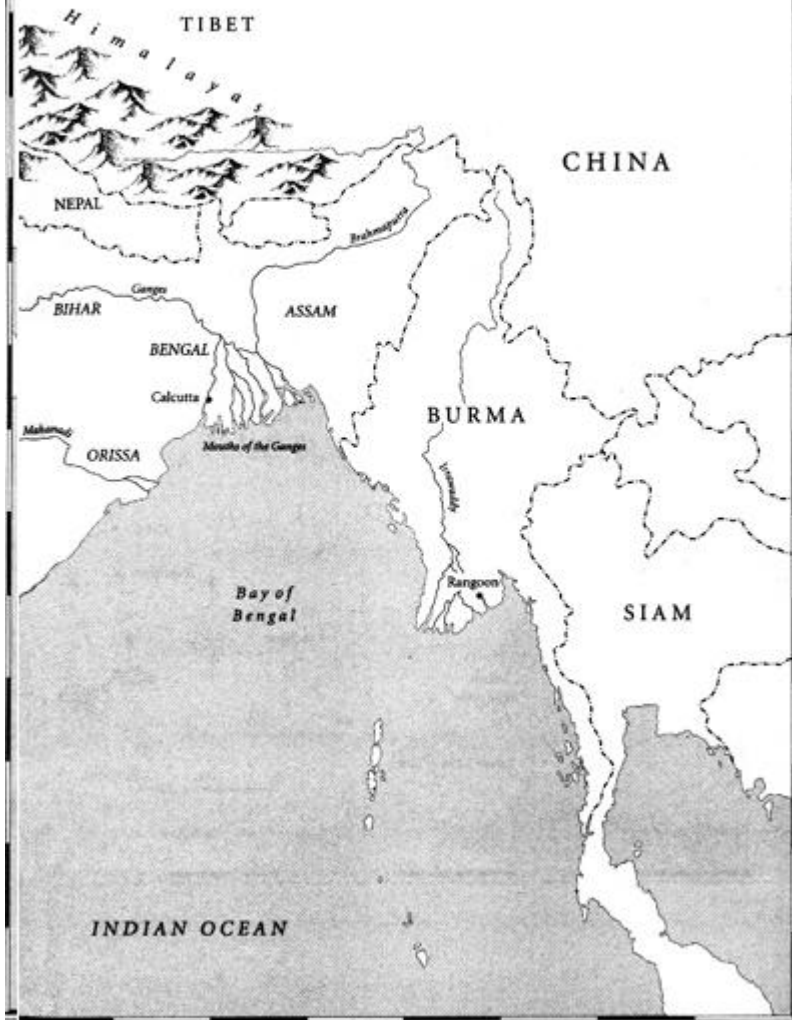 TIBET
Himalayas
CHINA
NEPAL
Brahmaputra
Ganges
BIHAR
ASSAM
BENGAL
Calcutta
BURMA
Mahanadi
ORISSA
Mouths of the Ganges
Irrawaddy
Rangoon
Bay of
Bengal
SIAM
INDIAN OCEAN